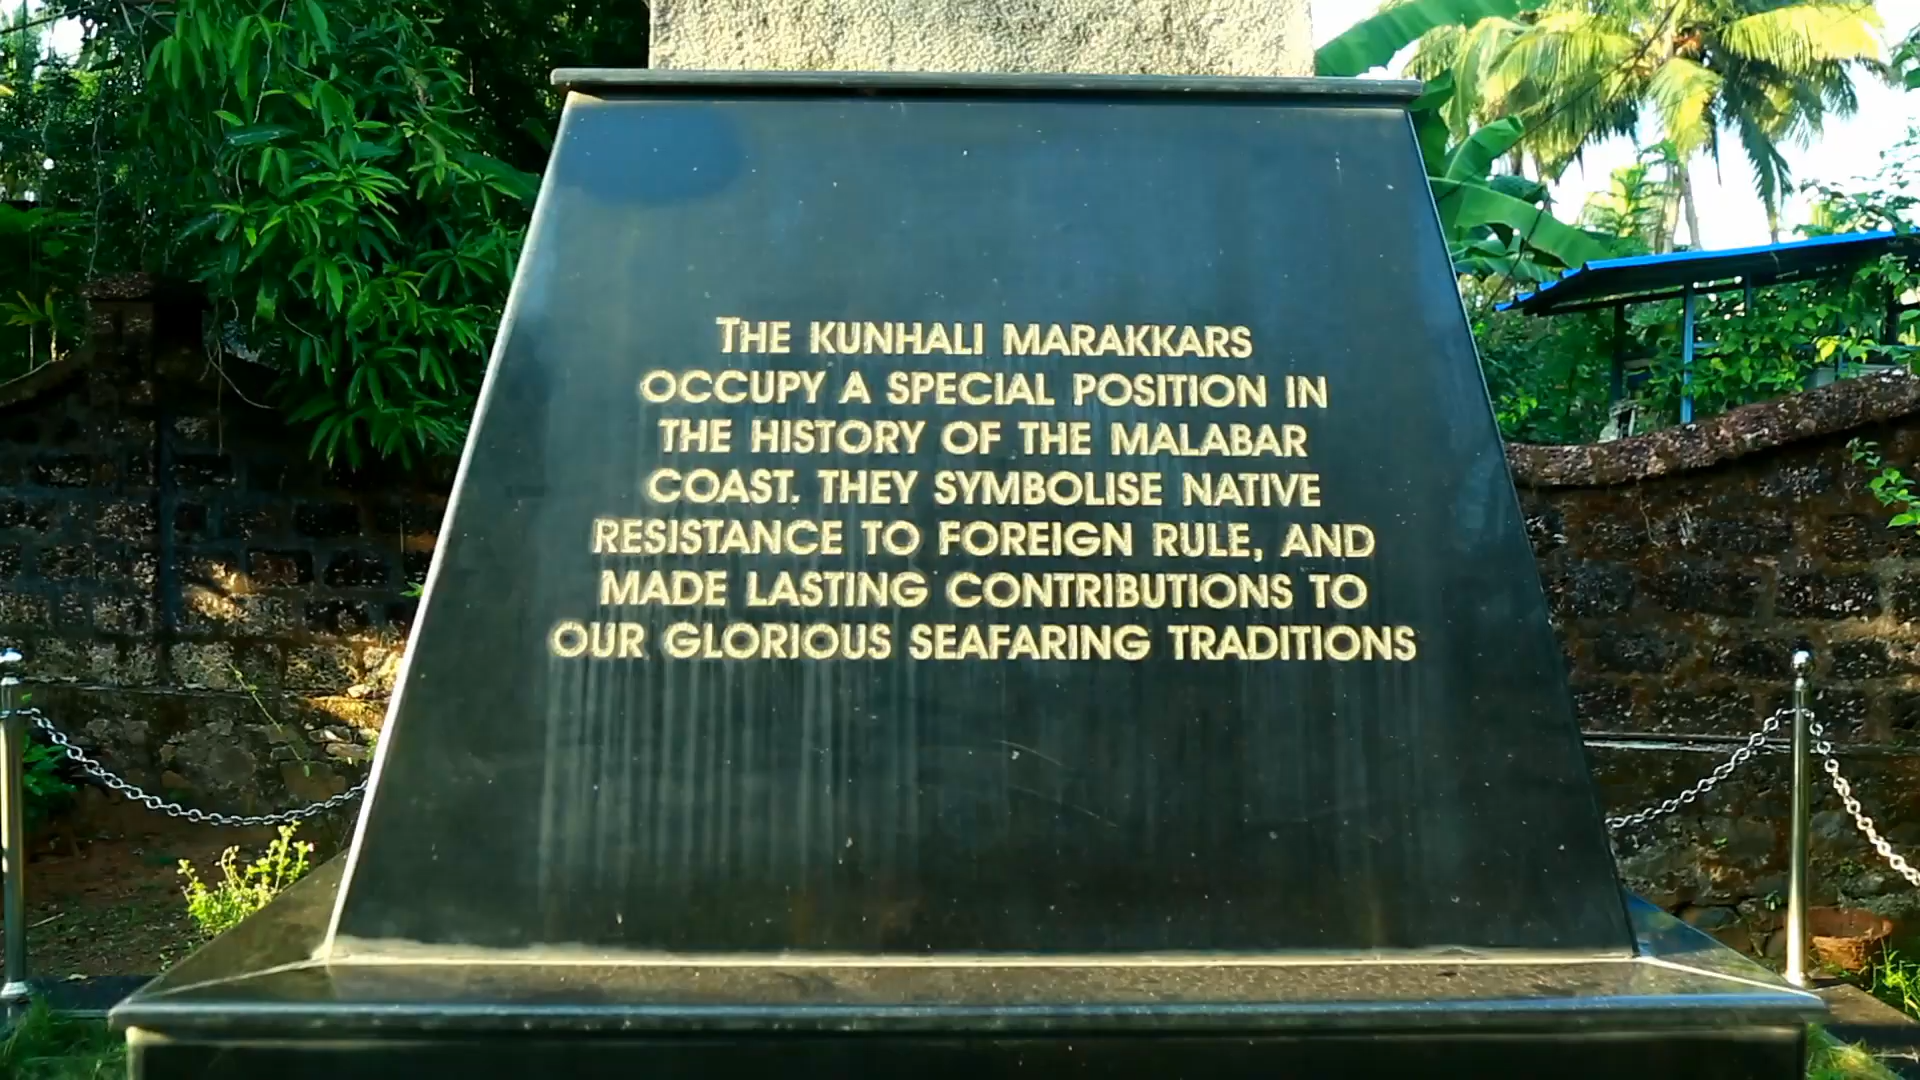 THE KUNHALI MARAKKARS
OCCUPY A SPECIAL POSITION IN
THE HISTORY OF THE MALABAR
COAST. THEY SYMBOLISE NATIVE
RESISTANCE TO FOREIGN RULE, AND
MADE LASTING CONTRIBUTIONS TO
OUR GLORIOUS SEAFARING TRADITIONS